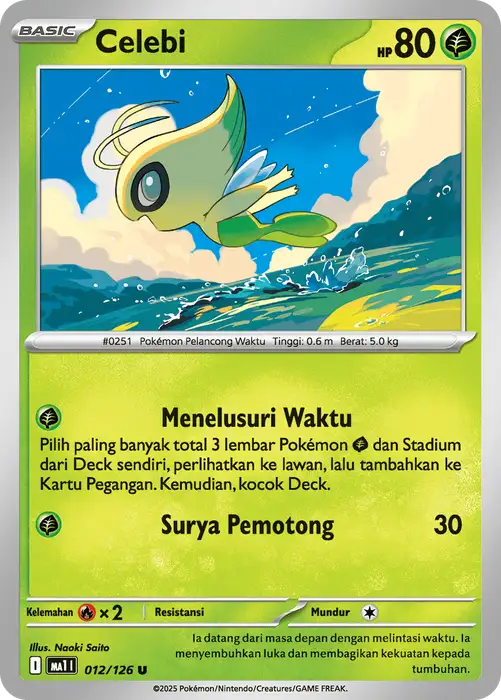 BASIC
Celebi
HP 80
#0251 Pokémon Pelancong Waktu Tinggi: 0.6 m Berat: 5.0 kg
Menelusuri Waktu
Pilih paling banyak total 3 lembar Pokémon dan Stadium
dari Deck sendiri, perlihatkan ke lawan, lalu tambahkan ke
Kartu Pegangan. Kemudian, kocok Deck.
Surya Pemotong 30
Kelemahan ×2 Resistansi Mundur
Illus. Naoki Saito
Ia datang dari masa depan dengan melintasi waktu. Ia
menyembuhkan luka dan membagikan kekuatan kepada
tumbuhan.
I MA1 I 012/126 U
©2025 Pokémon/Nintendo/Creatures/GAME FREAK.